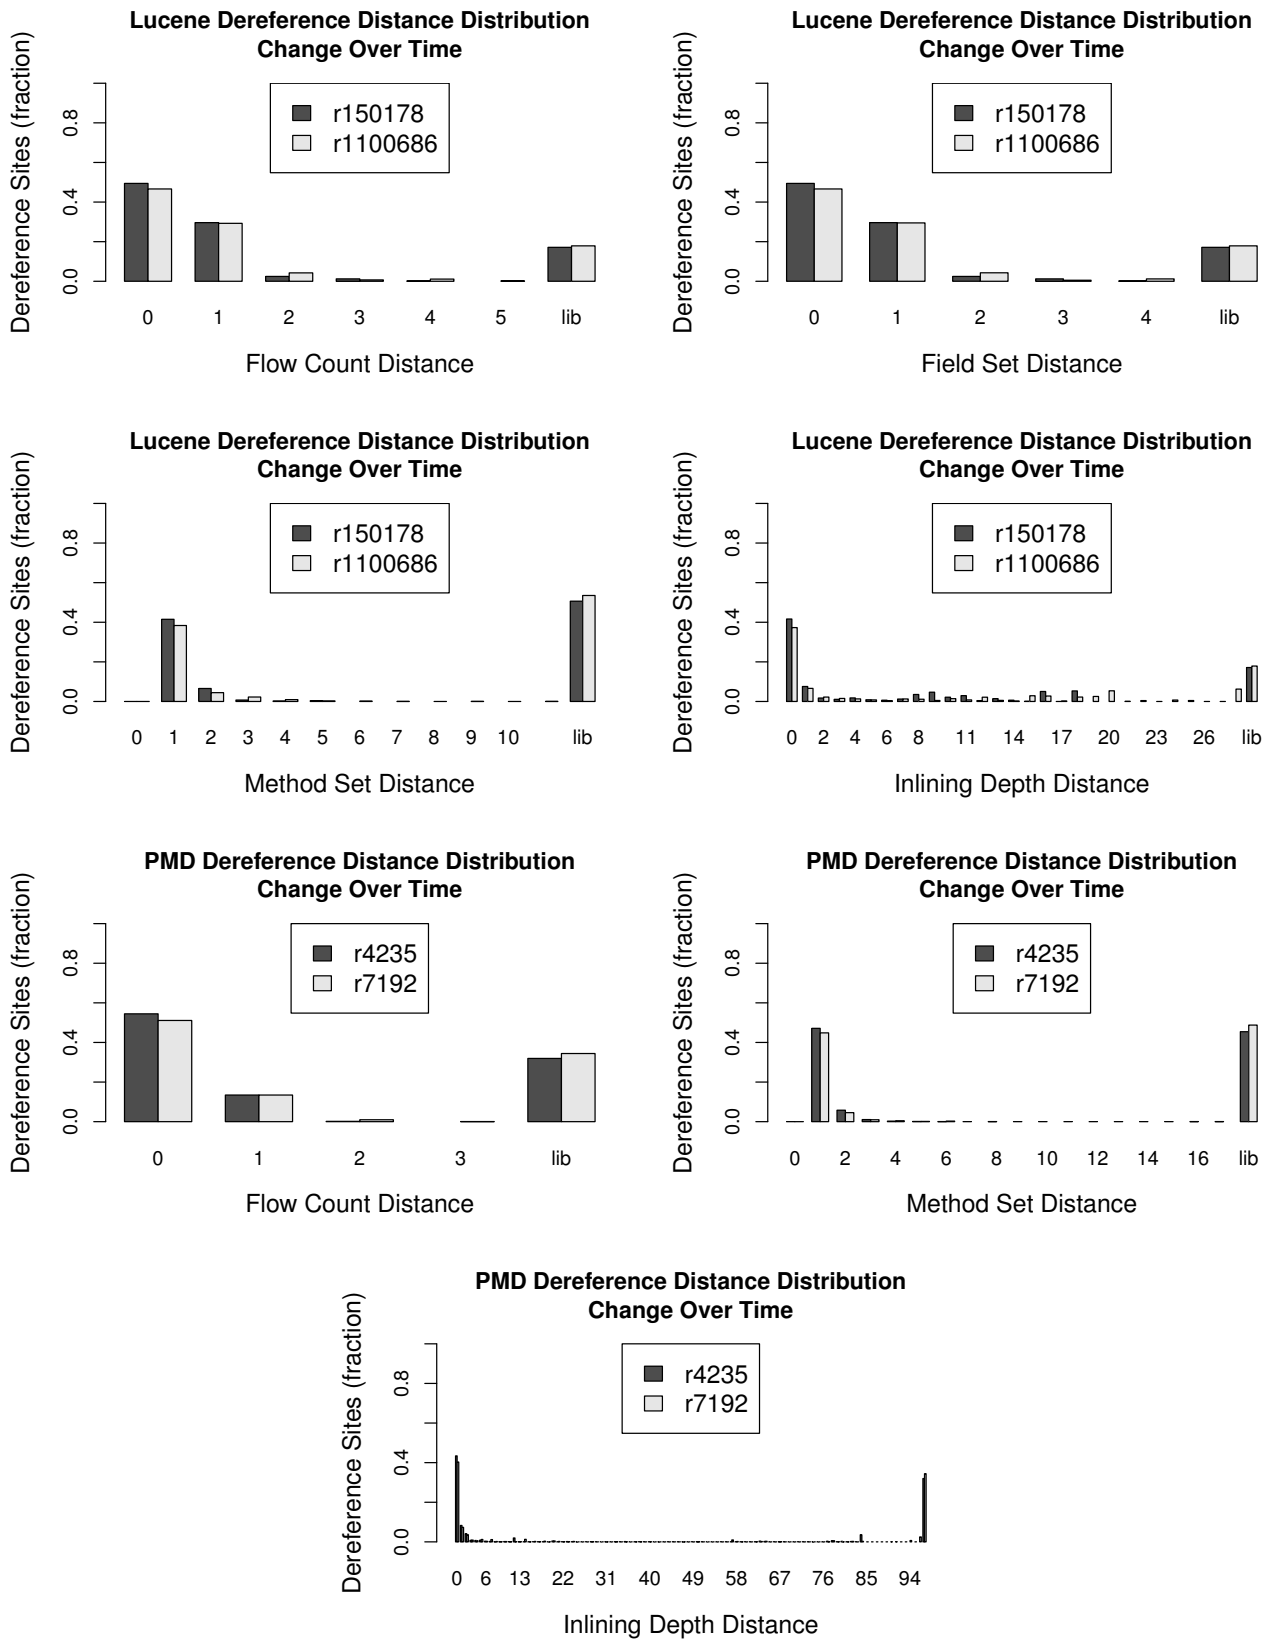 Lucene Dereference Distance Distribution
Change Over Time
Dereference Sites (fraction)
0.0 0.4 0.8
r150178
r1100686
0 1 2 3 4 5 lib
Flow Count Distance
Lucene Dereference Distance Distribution
Change Over Time
Dereference Sites (fraction)
0.0 0.4 0.8
r150178
r1100686
0 1 2 3 4 lib
Field Set Distance
Lucene Dereference Distance Distribution
Change Over Time
Dereference Sites (fraction)
0.0 0.4 0.8
r150178
r1100686
0 1 2 3 4 5 6 7 8 9 10 lib
Method Set Distance
Lucene Dereference Distance Distribution
Change Over Time
Dereference Sites (fraction)
0.0 0.4 0.8
r150178
r1100686
0 2 4 6 8 11 14 17 20 23 26 lib
Inlining Depth Distance
PMD Dereference Distance Distribution
Change Over Time
Dereference Sites (fraction)
0.0 0.4 0.8
r4235
r7192
0 1 2 3 lib
Flow Count Distance
PMD Dereference Distance Distribution
Change Over Time
Dereference Sites (fraction)
0.0 0.4 0.8
r4235
r7192
0 2 4 6 8 10 12 14 16 lib
Method Set Distance
PMD Dereference Distance Distribution
Change Over Time
Dereference Sites (fraction)
0.0 0.4 0.8
r4235
r7192
0 6 13 22 31 40 49 58 67 76 85 94
Inlining Depth Distance